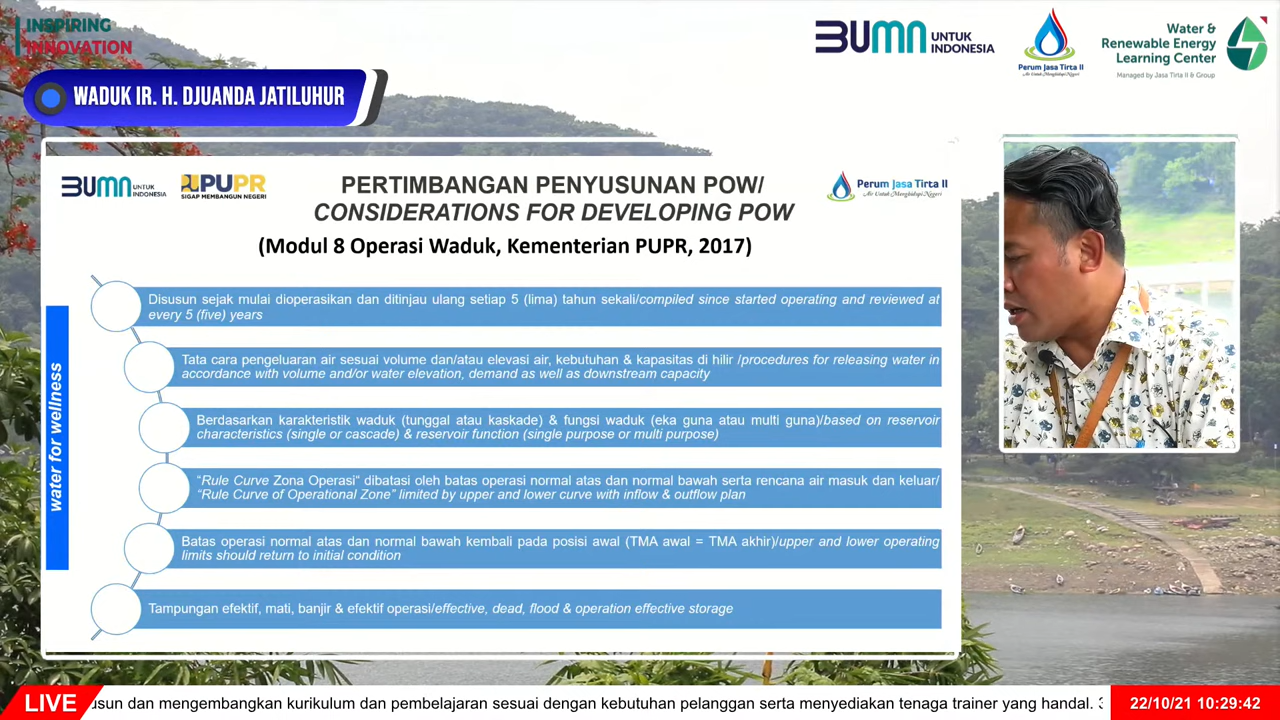 INSPIRING
INNOVATION
BUMN UNTUK
INDONESIA
Perum Jasa Tirta II
Air Untuk Menghidupi Negeri
Water &
Renewable Energy
Learning Center
Managed by Jasa Tirta II & Group
WADUK IR. H. DJUANDA JATILUHUR
BUMN UNTUK
INDONESIA
PUPR
SIGAP MEMBANGUN NEGERI
PERTIMBANGAN PENYUSUNAN POW/
CONSIDERATIONS FOR DEVELOPING POW
Perum Jasa Tirta II
Air Untuk Menghidupi Negeri
(Modul 8 Operasi Waduk, Kementerian PUPR, 2017)
water for wellness
Disusun sejak mulai dioperasikan dan ditinjau ulang setiap 5 (lima) tahun sekali/compiled since started operating and reviewed at
every 5 (five) years
Tata cara pengeluaran air sesuai volume dan/atau elevasi air, kebutuhan & kapasitas di hilir /procedures for releasing water in
accordance with volume and/or water elevation, demand as well as downstream capacity
Berdasarkan karakteristik waduk (tunggal atau kaskade) & fungsi waduk (eka guna atau multi guna)/based on reservoir
characteristics (single or cascade) & reservoir function (single purpose or multi purpose)
“Rule Curve Zona Operasi“ dibatasi oleh batas operasi normal atas dan normal bawah serta rencana air masuk dan keluar/
“Rule Curve of Operational Zone” limited by upper and lower curve with inflow & outflow plan
Batas operasi normal atas dan normal bawah kembali pada posisi awal (TMA awal = TMA akhir)/upper and lower operating
limits should return to initial condition
Tampungan efektif, mati, banjir & efektif operasi/effective, dead, flood & operation effective storage
LIVE
usun dan mengembangkan kurikulum dan pembelajaran sesuai dengan kebutuhan pelanggan serta menyediakan tenaga trainer yang handal. 3
22/10/21 10:29:42